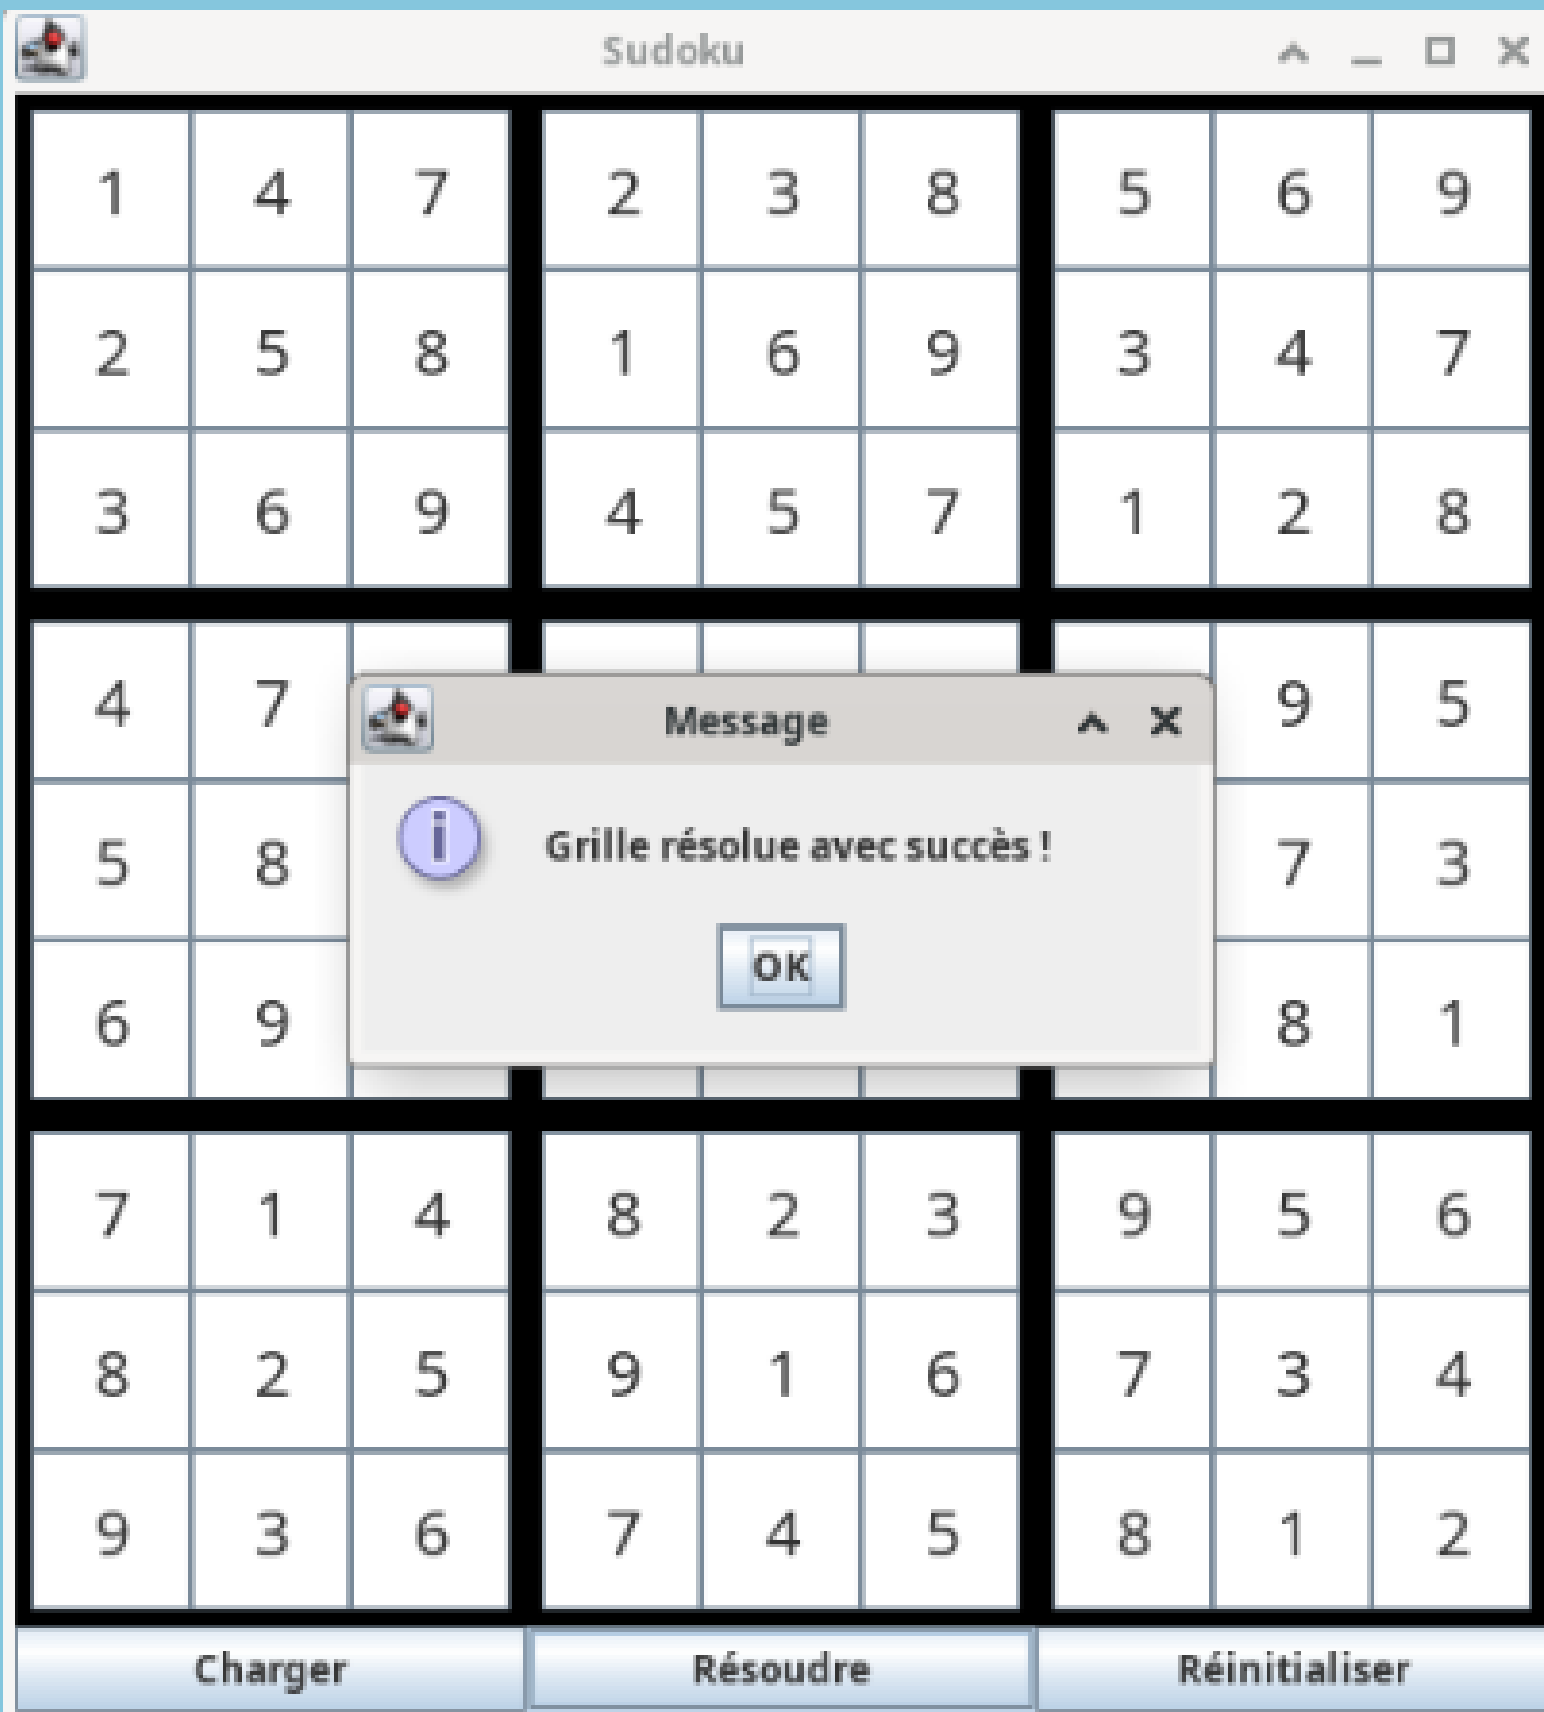 Sudoku
1 4 7 2 3 8 5 6 9
2 5 8 1 6 9 3 4 7
3 6 9 4 5 7 1 2 8
4 7 9 5
Message
5 8 Grille résolue avec succès ! 7 3
OK
6 9 8 1
7 1 4 8 2 3 9 5 6
8 2 5 9 1 6 7 3 4
9 3 6 7 4 5 8 1 2
Charger Résoudre Réinitialiser